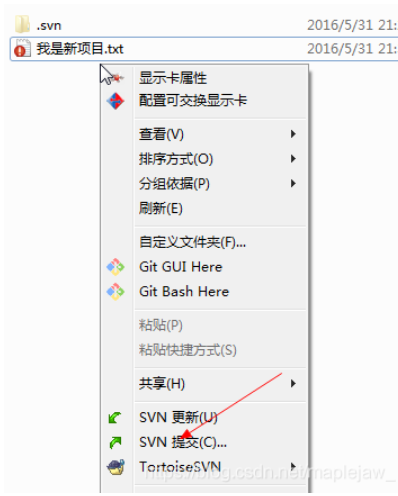 .svn 2016/5/31 21:
我是新项目.txt 2016/5/31 21:
显示卡属性
配置可交换显示卡
查看(V)
排序方式(O)
分组依据(P)
刷新(E)
自定义文件夹(F)...
Git GUI Here
Git Bash Here
粘贴(P)
粘贴快捷方式(S)
共享(H)
SVN 更新(U)
SVN 提交(C)...
TortoiseSVN
https://blog.csdn.net/maplejaw_